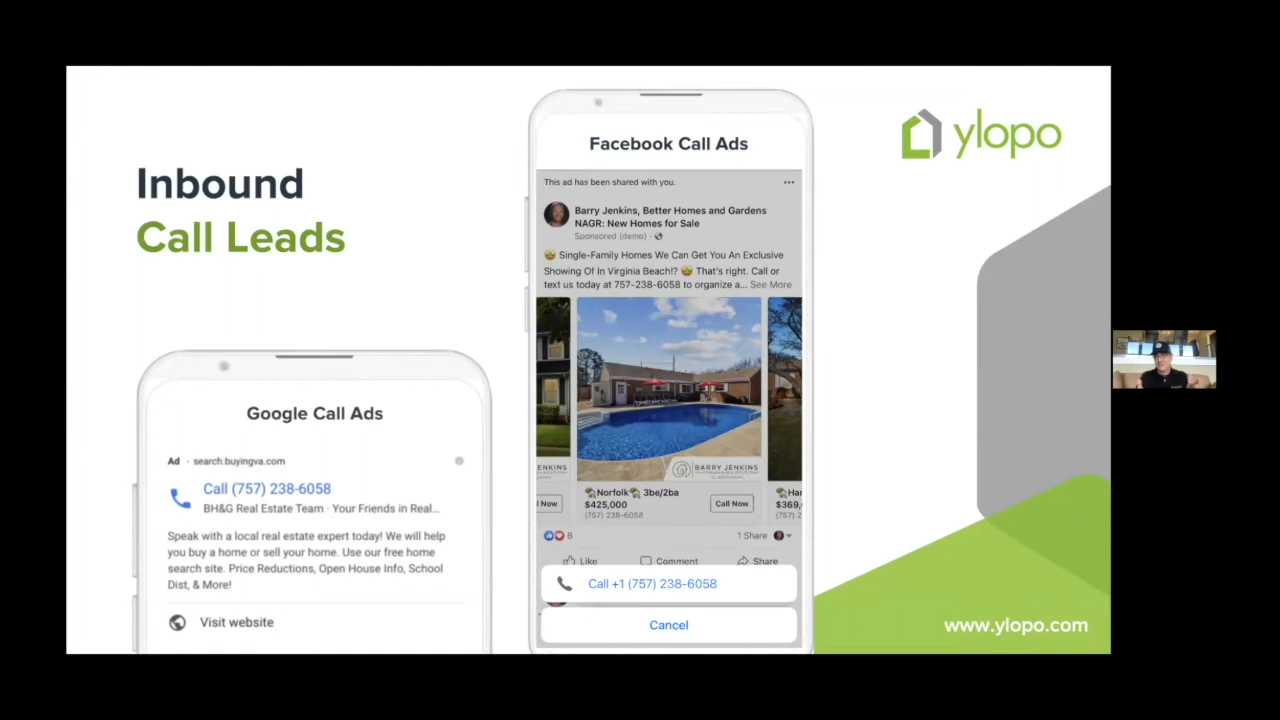 Inbound
Call Leads
Google Call Ads
Ad · search.buyingva.com
Call (757) 238-6058
BH&G Real Estate Team · Your Friends in Real...
Speak with a local real estate expert today! We will help
you buy a home or sell your home. Use our free home
search site. Price Reductions, Open House Info, School
Dist, & More!
Visit website
Facebook Call Ads
This ad has been shared with you.
Barry Jenkins, Better Homes and Gardens
NAGR: New Homes for Sale
Sponsored (demo) ·
🤩 Single-Family Homes We Can Get You An Exclusive
Showing Of In Virginia Beach!? 🤩 That's right. Call or
text us today at 757-238-6058 to organize a... See More
ENKINS
BARRY JENKINS
🏡Norfolk🏡 3be/2ba
$425,000
(757) 238-6058
l Now
Call Now
🏡Har
$369,
(757) 2
8
1 Share
Like Comment Share
Call +1 (757) 238-6058
Cancel
ylopo
www.ylopo.com